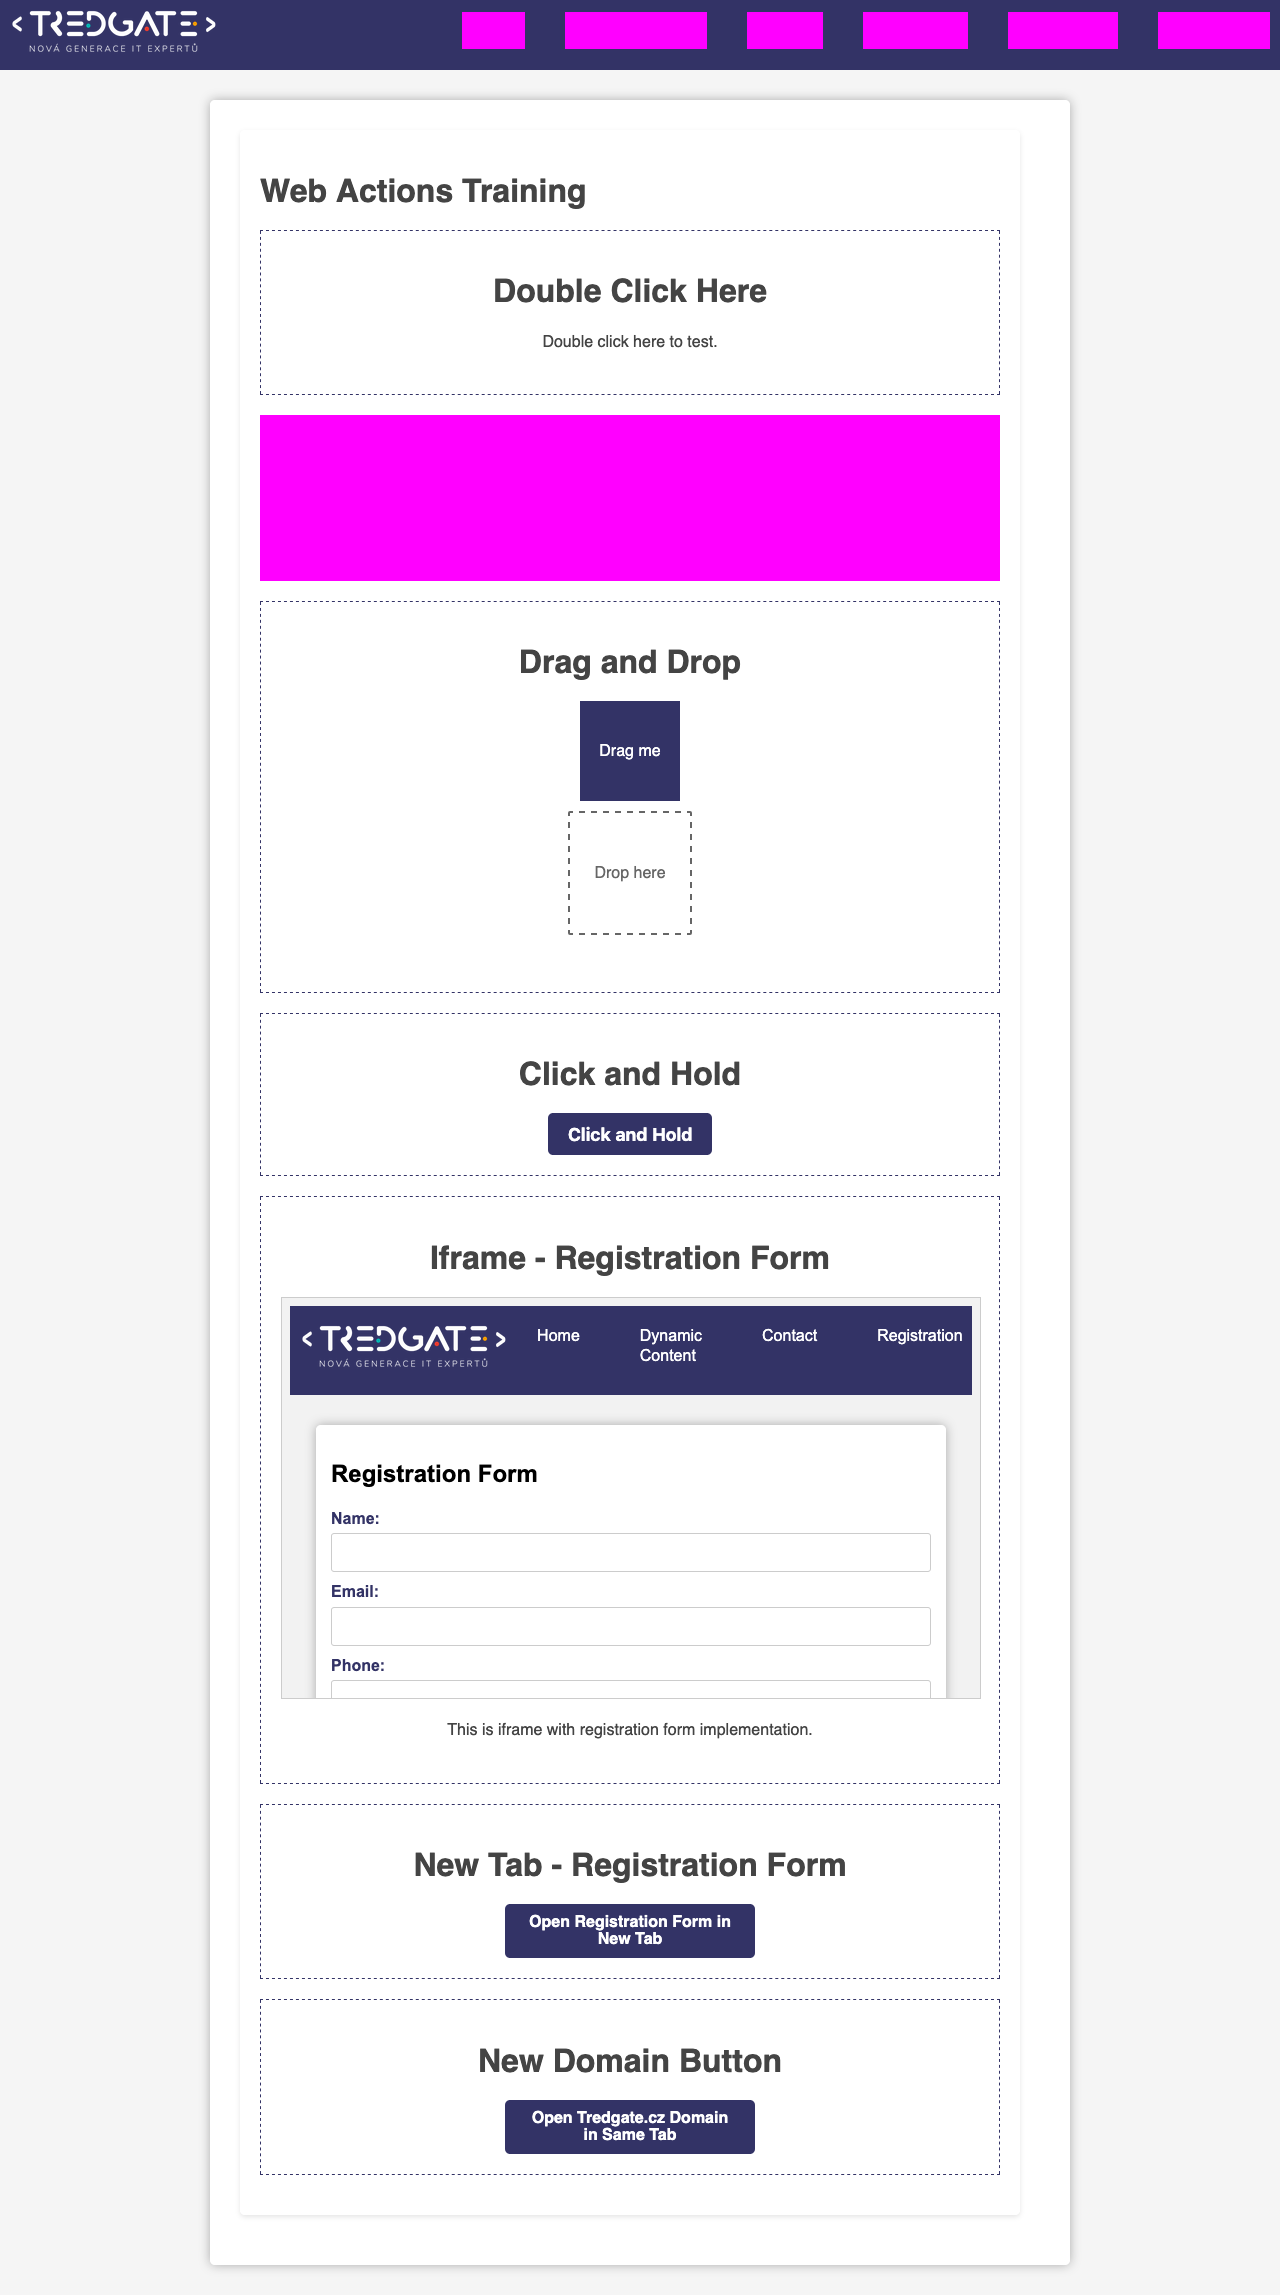 TREDGATE
NOVÁ GENERACE IT EXPERTŮ
Web Actions Training
Double Click Here
Double click here to test.
Drag and Drop
Drag me
Drop here
Click and Hold
Click and Hold
Iframe - Registration Form
TREDGATE
NOVÁ GENERACE IT EXPERTŮ
Home
Dynamic
Content
Contact
Registration
Registration Form
Name:
Email:
Phone:
This is iframe with registration form implementation.
New Tab - Registration Form
Open Registration Form in
New Tab
New Domain Button
Open Tredgate.cz Domain
in Same Tab